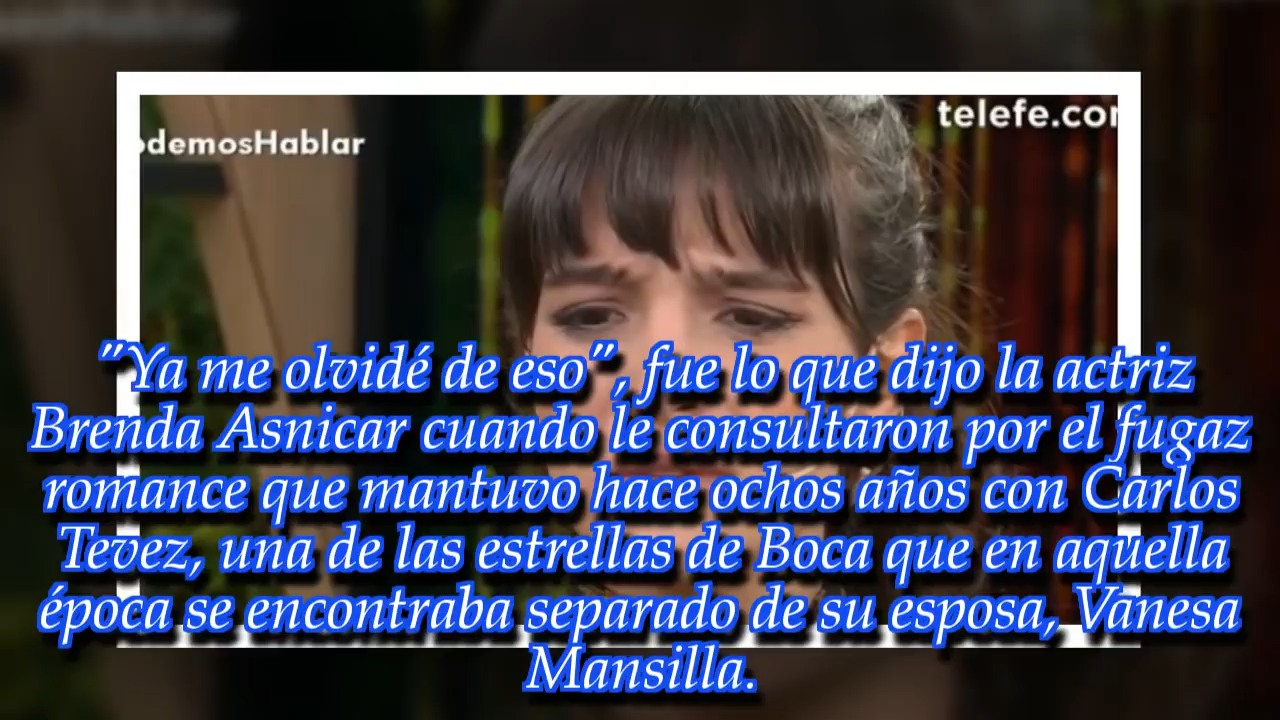 odemosHablar
telefe.com
"Ya me olvidé de eso", fue lo que dijo la actriz
Brenda Asnicar cuando le consultaron por el fugaz
romance que mantuvo hace ochos años con Carlos
Tevez, una de las estrellas de Boca que en aquella
época se encontraba separado de su esposa, Vanesa
Mansilla.